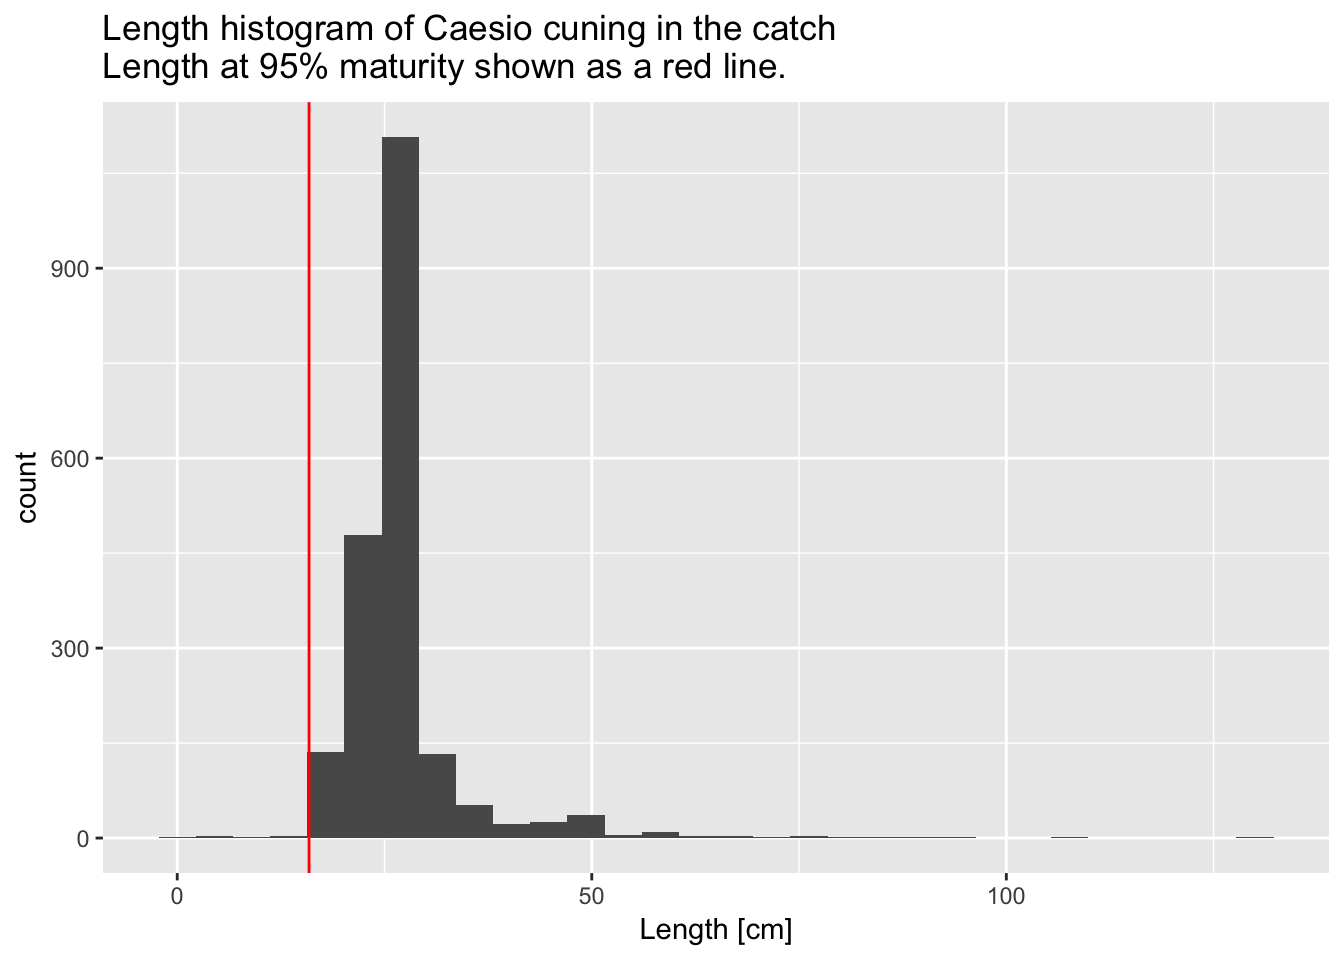 Length histogram of Caesio cuning in the catch
Length at 95% maturity shown as a red line.
900
600
300
0
count
0 50 100
Length [cm]